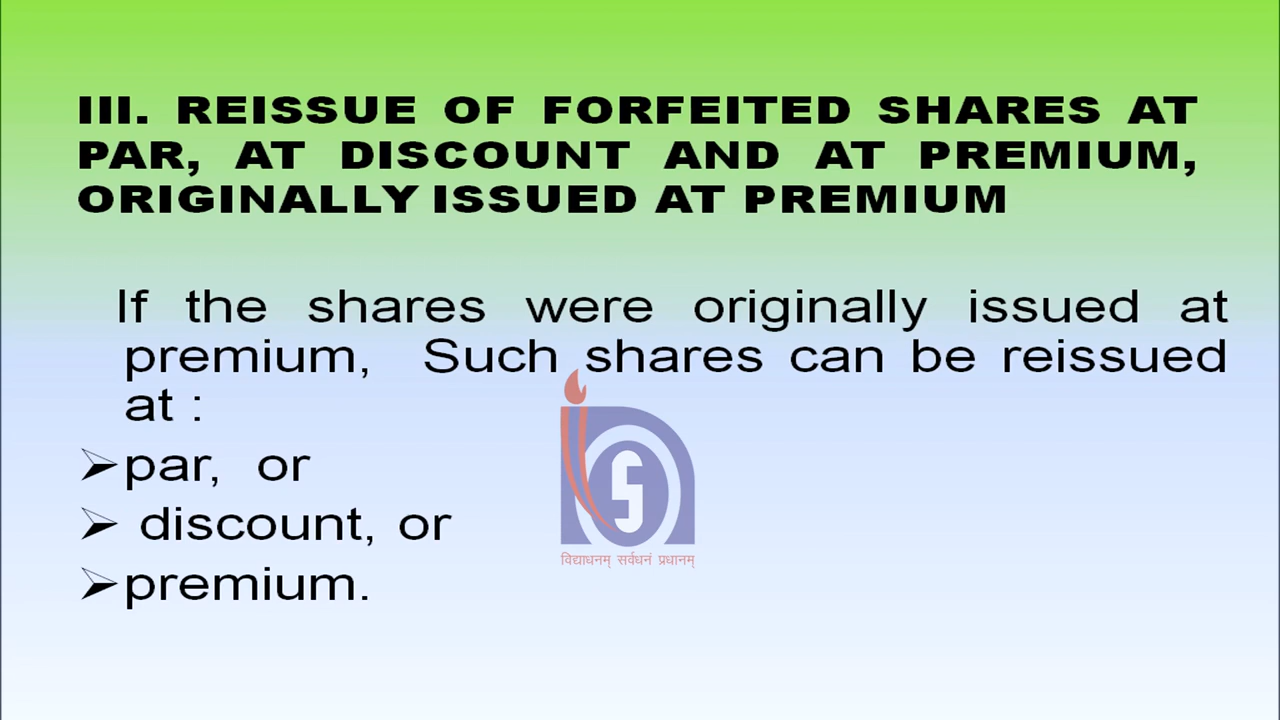 III. REISSUE OF FORFEITED SHARES AT
PAR, AT DISCOUNT AND AT PREMIUM,
ORIGINALLY ISSUED AT PREMIUM
If the shares were originally issued at
premium, Such shares can be reissued
at :
➢par, or
➢ discount, or
➢premium.
विद्याधनम् सर्वधनं प्रधानम्